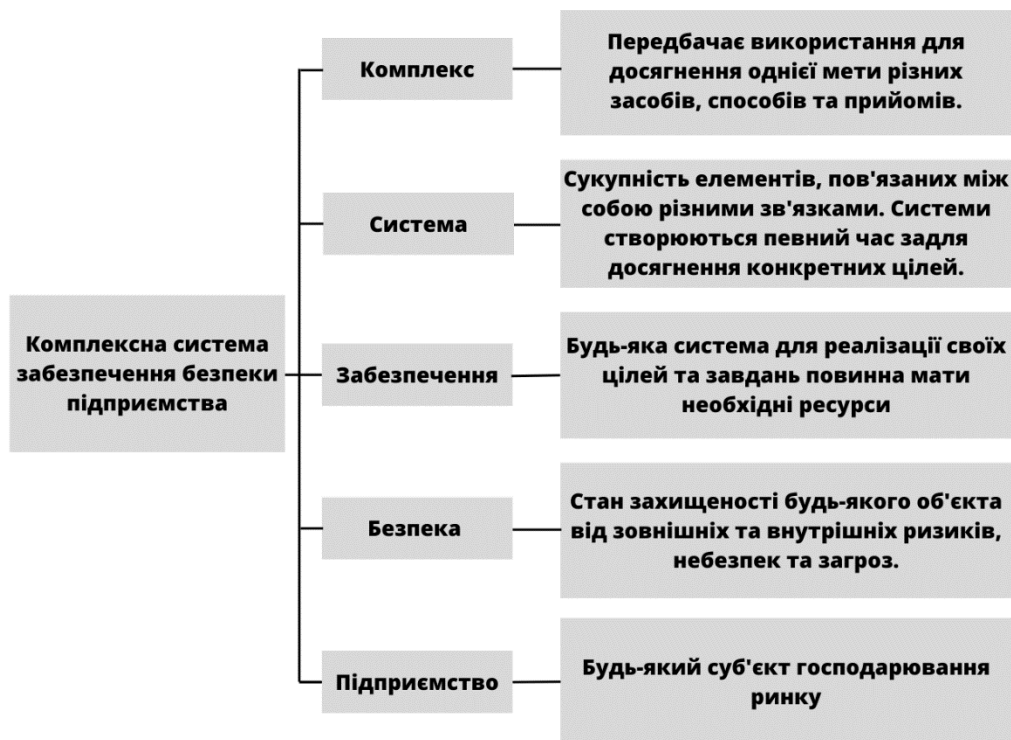 Комплекс
Передбачає використання для
досягнення однієї мети різних
засобів, способів та прийомів.
Система
Сукупність елементів, пов'язаних між
собою різними зв'язками. Системи
створюються певний час задля
досягнення конкретних цілей.
Комплексна система
забезпечення безпеки
підприємства
Забезпечення
Будь-яка система для реалізації своїх
цілей та завдань повинна мати
необхідні ресурси
Безпека
Стан захищеності будь-якого об'єкта
від зовнішніх та внутрішніх ризиків,
небезпек та загроз.
Підприємство
Будь-який суб'єкт господарювання
ринку